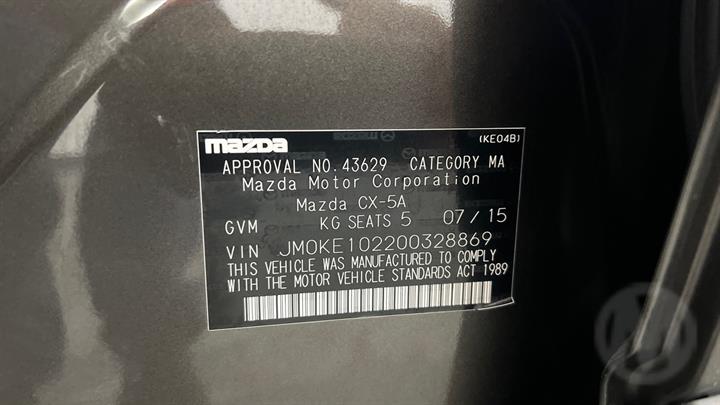 mazda (KE04B)
APPROVAL NO. 43629 CATEGORY MA
Mazda Motor Corporation
Mazda CX-5A
GVM KG SEATS 5 07/15
VIN JM0KE102200328869
THIS VEHICLE WAS MANUFACTURED TO COMPLY
WITH THE MOTOR VEHICLE STANDARDS ACT 1989